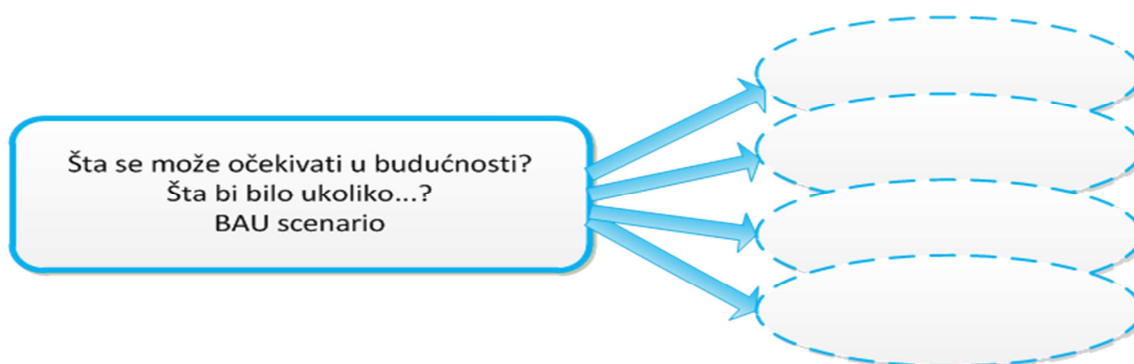 Šta se može očekivati u budućnosti?
Šta bi bilo ukoliko...?
BAU scenario